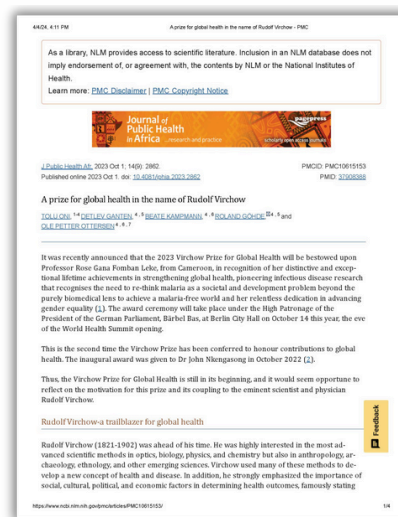 4/4/24, 4:11 PM
A prize for global health in the name of Rudolf Virchow - PMC
As a library, NLM provides access to scientific literature. Inclusion in an NLM database does not
imply endorsement of, or agreement with, the contents by NLM or the National Institutes of
Health.
Learn more: PMC Disclaimer | PMC Copyright Notice
Journal of
Public Health
in Africa , research and practice
pagepress
scholarly open access journals
J Public Health Afr. 2023 Oct 1; 14(9): 2862.
Published online 2023 Oct 1. doi: 10.4081/jphia.2023.2862
PMCID: PMC10615153
PMID: 37908388
A prize for global health in the name of Rudolf Virchow
TOLU ONI, DETLEV GANTEN, BEATE KAMPMANN, ROLAND GÖHDE, and
OLE PETTER OTTERSEN
It was recently announced that the 2023 Virchow Prize for Global Health will be bestowed upon
Professor Rose Gana Fomban Leke, from Cameroon, in recognition of her distinctive and excep-
tional lifetime achievements in strengthening global health, pioneering infectious disease research
that recognises the need to re-think malaria as a societal and development problem beyond the
purely biomedical lens to achieve a malaria-free world and her relentless dedication in advancing
gender equality (1). The award ceremony will take place under the High Patronage of the
President of the German Parliament, Bärbel Bas, at Berlin City Hall on October 14 this year, the eve
of the World Health Summit opening.
This is the second time the Virchow Prize has been conferred to honour contributions to global
health. The inaugural award was given to Dr John Nkengasong in October 2022 (2).
Thus, the Virchow Prize for Global Health is still in its beginning, and it would seem opportune to
reflect on the motivation for this prize and its coupling to the eminent scientist and physician
Rudolf Virchow.
Rudolf Virchow-a trailblazer for global health
Rudolf Virchow (1821-1902) was ahead of his time. He was highly interested in the most ad-
vanced scientific methods in optics, biology, physics, and chemistry but also in anthropology, ar-
chaeology, ethnology, and other emerging sciences. Virchow used many of these methods to de-
velop a new concept of health and disease. In addition, he strongly emphasized the importance of
social, cultural, political, and economic factors in determining health outcomes, famously stating
Feedback
https://www.ncbi.nlm.nih.gov/pmc/articles/PMC10615153/
1/4